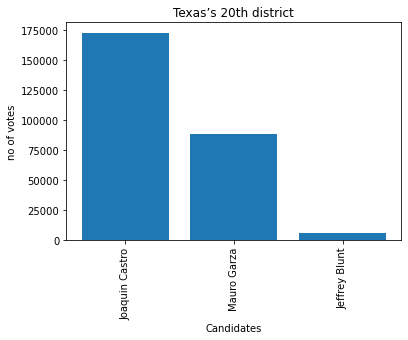 Texas’s 20th district
no of votes
175000
150000
125000
100000
75000
50000
25000
0
Joaquin Castro
Mauro Garza
Jeffrey Blunt
Candidates